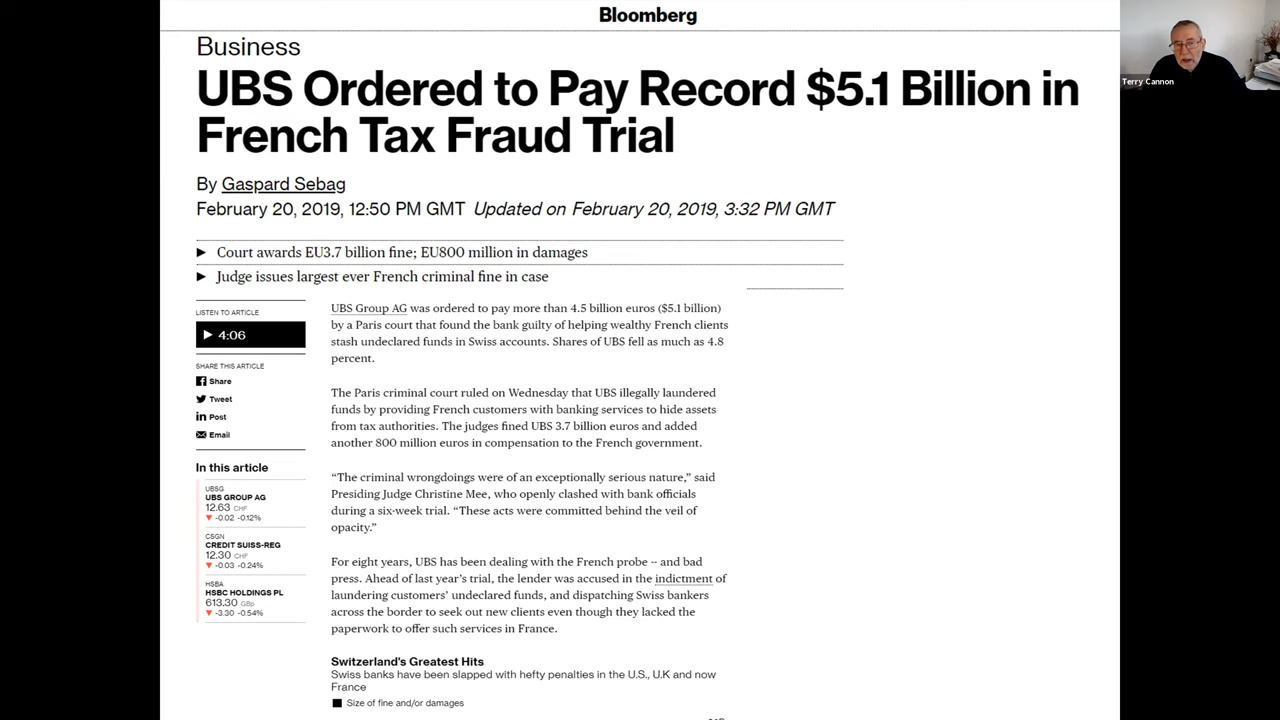 Bloomberg
Terry Cannon
Business
UBS Ordered to Pay Record $5.1 Billion in
French Tax Fraud Trial
By Gaspard Sebag
February 20, 2019, 12:50 PM GMT Updated on February 20, 2019, 3:32 PM GMT
► Court awards EU3.7 billion fine; EU800 million in damages
► Judge issues largest ever French criminal fine in case
LISTEN TO ARTICLE
4:06
SHARE THIS ARTICLE
Share
Tweet
Post
Email
In this article
UBSG
UBS GROUP AG
12.63 CHF
▼ -0.02 -0.12%
CSGN
CREDIT SUISS-REG
12.30 CHF
▼ -0.03 -0.24%
HSBA
HSBC HOLDINGS PL
613.30 GBp
▼ -3.30 -0.54%
UBS Group AG was ordered to pay more than 4.5 billion euros ($5.1 billion)
by a Paris court that found the bank guilty of helping wealthy French clients
stash undeclared funds in Swiss accounts. Shares of UBS fell as much as 4.8
percent.
The Paris criminal court ruled on Wednesday that UBS illegally laundered
funds by providing French customers with banking services to hide assets
from tax authorities. The judges fined UBS 3.7 billion euros and added
another 800 million euros in compensation to the French government.
“The criminal wrongdoings were of an exceptionally serious nature,” said
Presiding Judge Christine Mee, who openly clashed with bank officials
during a six-week trial. “These acts were committed behind the veil of
opacity.”
For eight years, UBS has been dealing with the French probe -- and bad
press. Ahead of last year’s trial, the lender was accused in the indictment of
laundering customers’ undeclared funds, and dispatching Swiss bankers
across the border to seek out new clients even though they lacked the
paperwork to offer such services in France.
Switzerland's Greatest Hits
Swiss banks have been slapped with hefty penalties in the U.S., U.K and now
France
Size of fine and/or damages